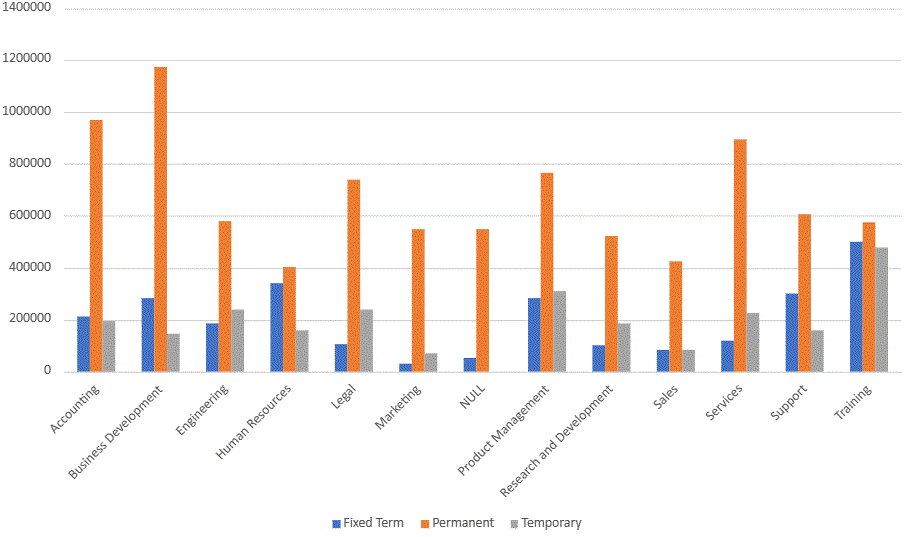 1400000
1200000
1000000
800000
600000
400000
200000
0
Accounting
Business Development
Engineering
Human Resources
Legal
Marketing
NULL
Product Management
Research and Development
Sales
Services
Support
Training
Fixed Term Permanent Temporary